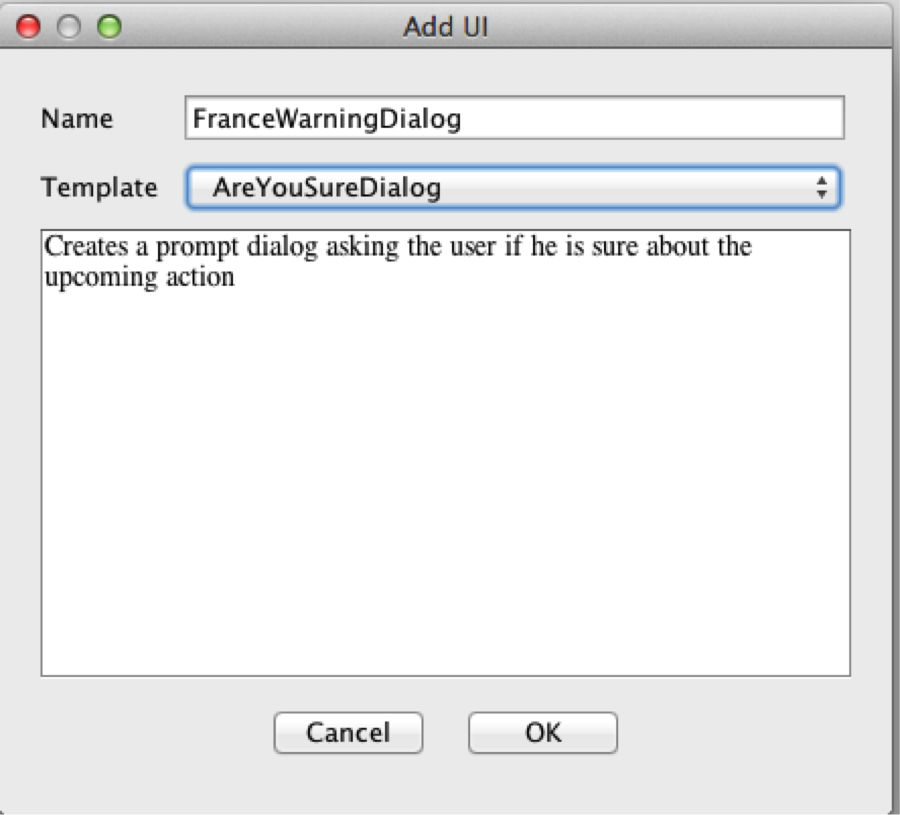 Add UI
Name
FranceWarningDialog
Template
AreYouSureDialog
Creates a prompt dialog asking the user if he is sure about the
upcoming action
Cancel
OK